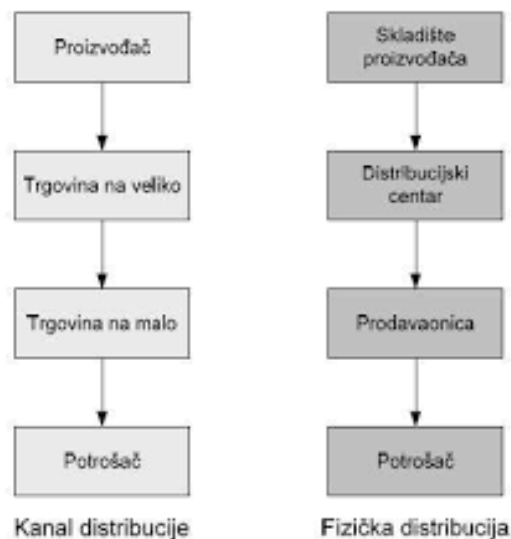 Proizvođač
Trgovina na veliko
Trgovina na malo
Potrošač
Kanal distribucije
Skladište
proizvođača
Distribucijski
centar
Prodavaonica
Potrošač
Fizička distribucija